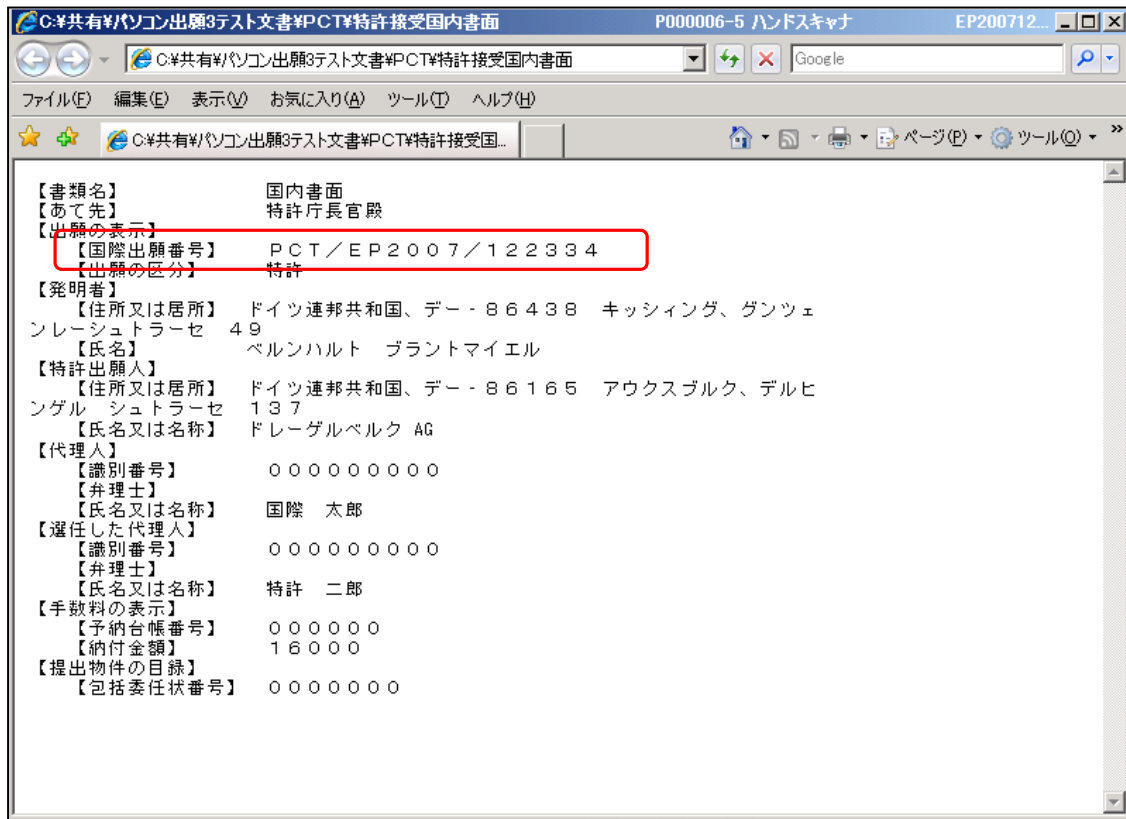 C:¥共有¥パソコン出願3テスト文書¥PCT¥特許接受国内書面 P000006-5 ハンドスキャナ EP200712...
C:¥共有¥パソコン出願3テスト文書¥PCT¥特許接受国内書面 Google
ファイル(F) 編集(E) 表示(V) お気に入り(A) ツール(T) ヘルプ(H)
C:¥共有¥パソコン出願3テスト文書¥PCT¥特許接受国... ページ(P) ツール(O) »
【書類名】 国内書面
【あて先】 特許庁長官殿
【出願の表示】
【国際出願番号】 PCT/EP2007/122334
【出願の区分】 特許
【発明者】
【住所又は居所】 ドイツ連邦共和国、デー-86438 キッシィング、グンツェ
ンレーシュトラーセ 49
【氏名】 ベルンハルト ブラントマイエル
【特許出願人】
【住所又は居所】 ドイツ連邦共和国、デー-86165 アウクスブルク、デルヒ
ンゲル シュトラーセ 137
【氏名又は名称】 ドレーゲルベルク AG
【代理人】
【識別番号】 000000000
【弁理士】
【氏名又は名称】 国際 太郎
【選任した代理人】
【識別番号】 000000000
【弁理士】
【氏名又は名称】 特許 二郎
【手数料の表示】
【予納台帳番号】 000000
【納付金額】 16000
【提出物件の目録】
【包括委任状番号】 0000000